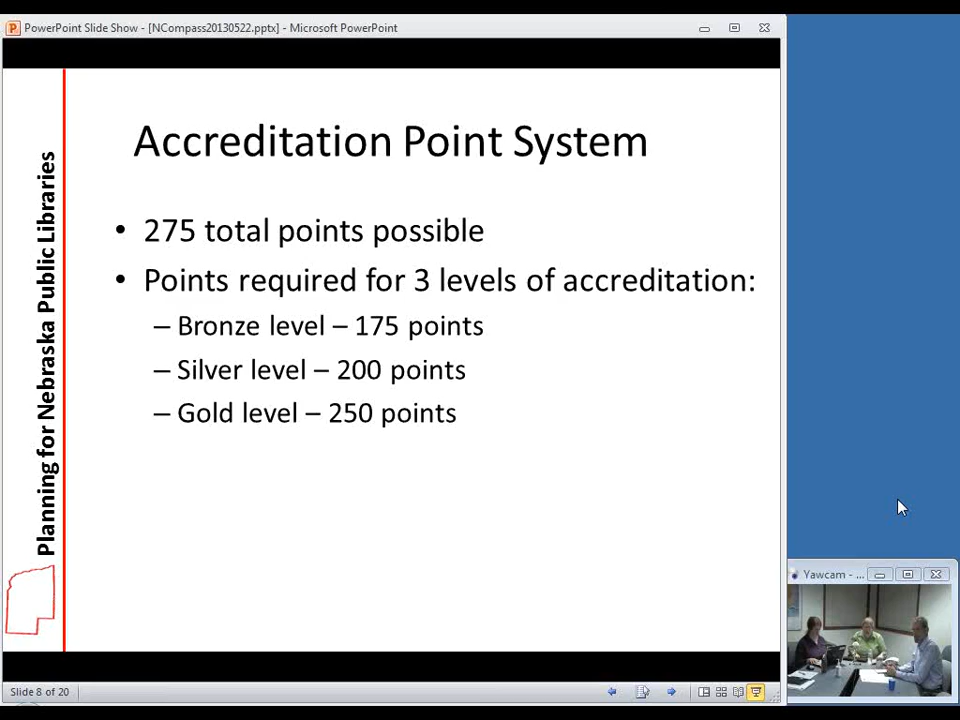 PowerPoint Slide Show - [NCompass20130522.pptx] - Microsoft PowerPoint
Accreditation Point System
• 275 total points possible
• Points required for 3 levels of accreditation:
– Bronze level – 175 points
– Silver level – 200 points
– Gold level – 250 points
Planning for Nebraska Public Libraries
Yawcam - ...
Slide 8 of 20